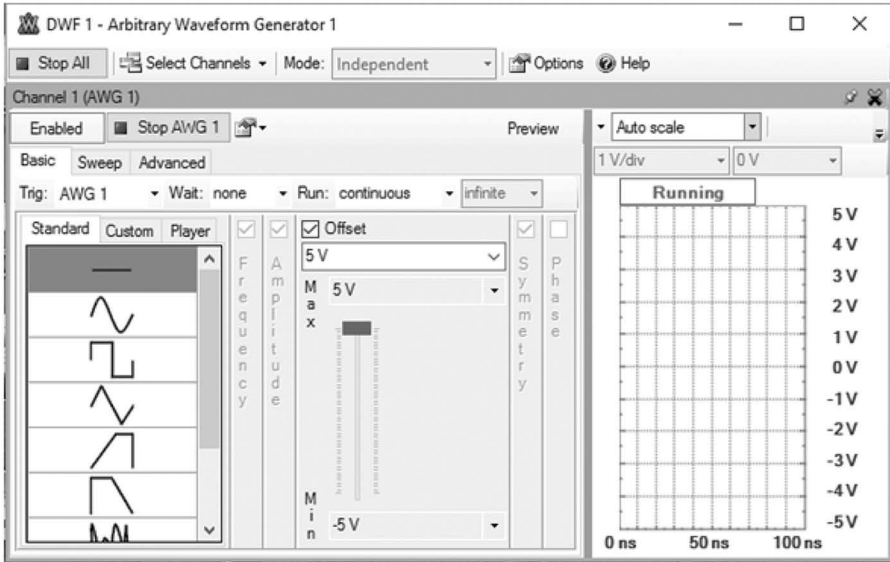 DWF 1 - Arbitrary Waveform Generator 1
Stop All Select Channels Mode: Independent Options Help
Channel 1 (AWG 1)
Enabled Stop AWG 1 Preview Auto scale
Basic Sweep Advanced 1 V/div 0 V
Trig: AWG 1 Wait: none Run: continuous infinite Running
Standard Custom Player Offset
5 V
Frequency
Amplitude
Max 5 V
Min -5 V
Symmetry
Phase
5 V
4 V
3 V
2 V
1 V
0 V
-1 V
-2 V
-3 V
-4 V
-5 V
0 ns 50 ns 100 ns